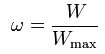 ω = W / W_max